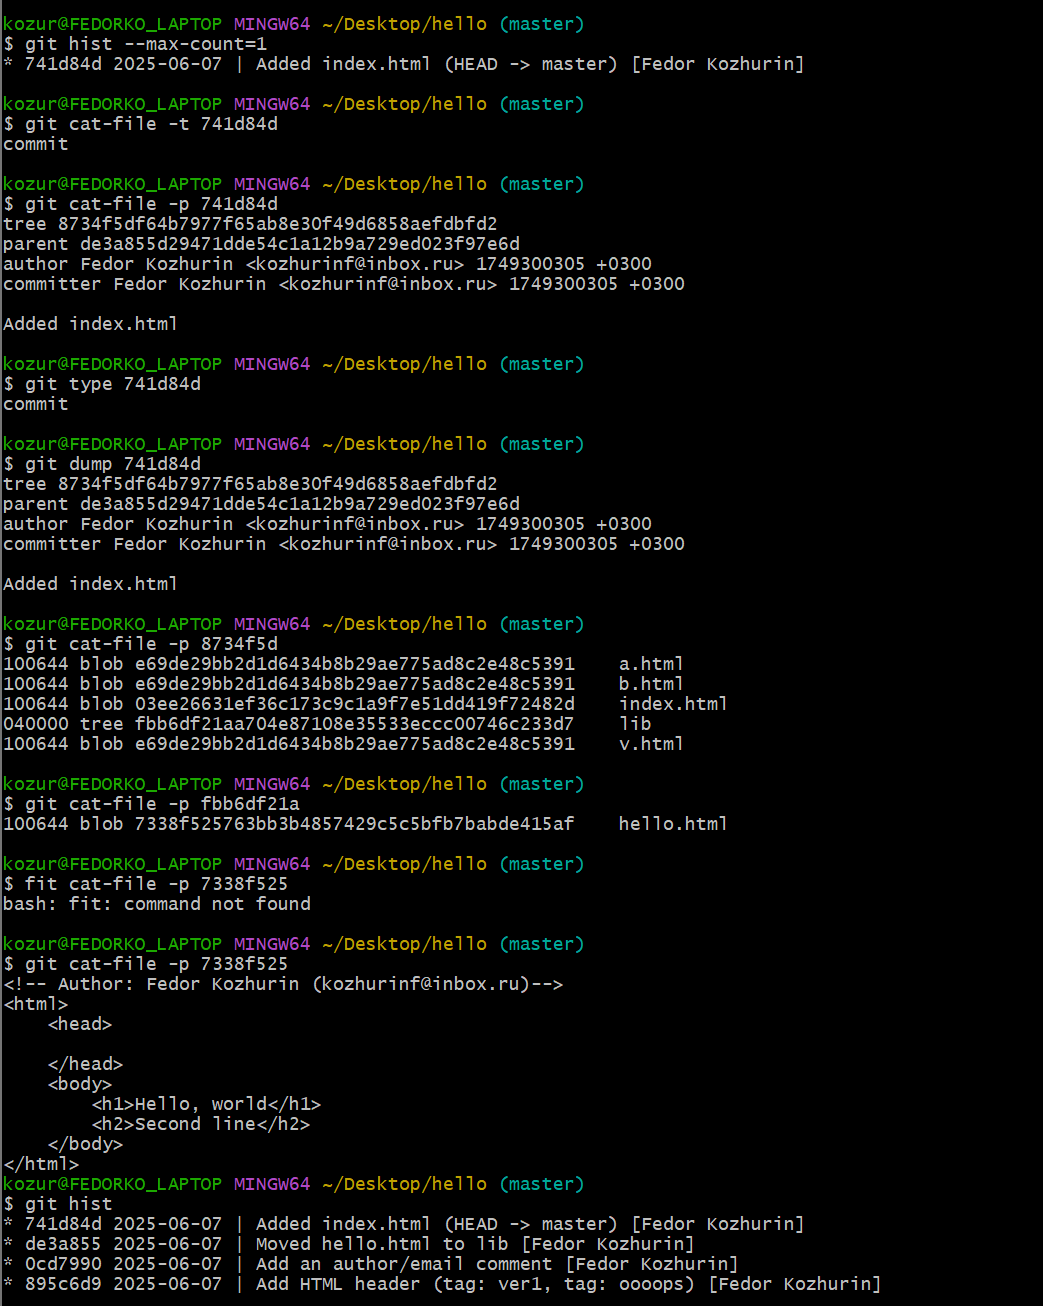 kozur@FEDORKO_LAPTOP MINGW64 ~/Desktop/hello (master)
$ git hist --max-count=1
* 741d84d 2025-06-07 | Added index.html (HEAD -> master) [Fedor Kozhurin]

kozur@FEDORKO_LAPTOP MINGW64 ~/Desktop/hello (master)
$ git cat-file -t 741d84d
commit

kozur@FEDORKO_LAPTOP MINGW64 ~/Desktop/hello (master)
$ git cat-file -p 741d84d
tree 8734f5df64b7977f65ab8e30f49d6858aefdbfd2
parent de3a855d29471dde54c1a12b9a729ed023f97e6d
author Fedor Kozhurin <kozhurinf@inbox.ru> 1749300305 +0300
committer Fedor Kozhurin <kozhurinf@inbox.ru> 1749300305 +0300

Added index.html

kozur@FEDORKO_LAPTOP MINGW64 ~/Desktop/hello (master)
$ git type 741d84d
commit

kozur@FEDORKO_LAPTOP MINGW64 ~/Desktop/hello (master)
$ git dump 741d84d
tree 8734f5df64b7977f65ab8e30f49d6858aefdbfd2
parent de3a855d29471dde54c1a12b9a729ed023f97e6d
author Fedor Kozhurin <kozhurinf@inbox.ru> 1749300305 +0300
committer Fedor Kozhurin <kozhurinf@inbox.ru> 1749300305 +0300

Added index.html

kozur@FEDORKO_LAPTOP MINGW64 ~/Desktop/hello (master)
$ git cat-file -p 8734f5d
100644 blob e69de29bb2d1d6434b8b29ae775ad8c2e48c5391    a.html
100644 blob e69de29bb2d1d6434b8b29ae775ad8c2e48c5391    b.html
100644 blob 03ee26631ef36c173c9c1a9f7e51dd419f72482d    index.html
040000 tree fbb6df21aa704e87108e35533eccc00746c233d7    lib
100644 blob e69de29bb2d1d6434b8b29ae775ad8c2e48c5391    v.html

kozur@FEDORKO_LAPTOP MINGW64 ~/Desktop/hello (master)
$ git cat-file -p fbb6df21a
100644 blob 7338f525763bb3b4857429c5c5bfb7babde415af    hello.html

kozur@FEDORKO_LAPTOP MINGW64 ~/Desktop/hello (master)
$ fit cat-file -p 7338f525
bash: fit: command not found

kozur@FEDORKO_LAPTOP MINGW64 ~/Desktop/hello (master)
$ git cat-file -p 7338f525
<!-- Author: Fedor Kozhurin (kozhurinf@inbox.ru)-->
<html>
    <head>

    </head>
    <body>
        <h1>Hello, world</h1>
        <h2>Second line</h2>
    </body>
</html>
kozur@FEDORKO_LAPTOP MINGW64 ~/Desktop/hello (master)
$ git hist
* 741d84d 2025-06-07 | Added index.html (HEAD -> master) [Fedor Kozhurin]
* de3a855 2025-06-07 | Moved hello.html to lib [Fedor Kozhurin]
* 0cd7990 2025-06-07 | Add an author/email comment [Fedor Kozhurin]
* 895c6d9 2025-06-07 | Add HTML header (tag: ver1, tag: oooops) [Fedor Kozhurin]